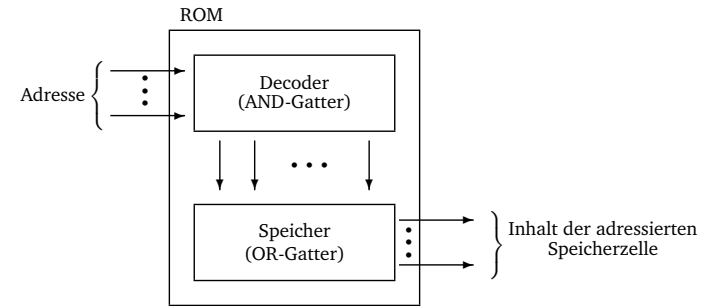 ROM
Adresse
Decoder
(AND-Gatter)
Speicher
(OR-Gatter)
Inhalt der adressierten
Speicherzelle